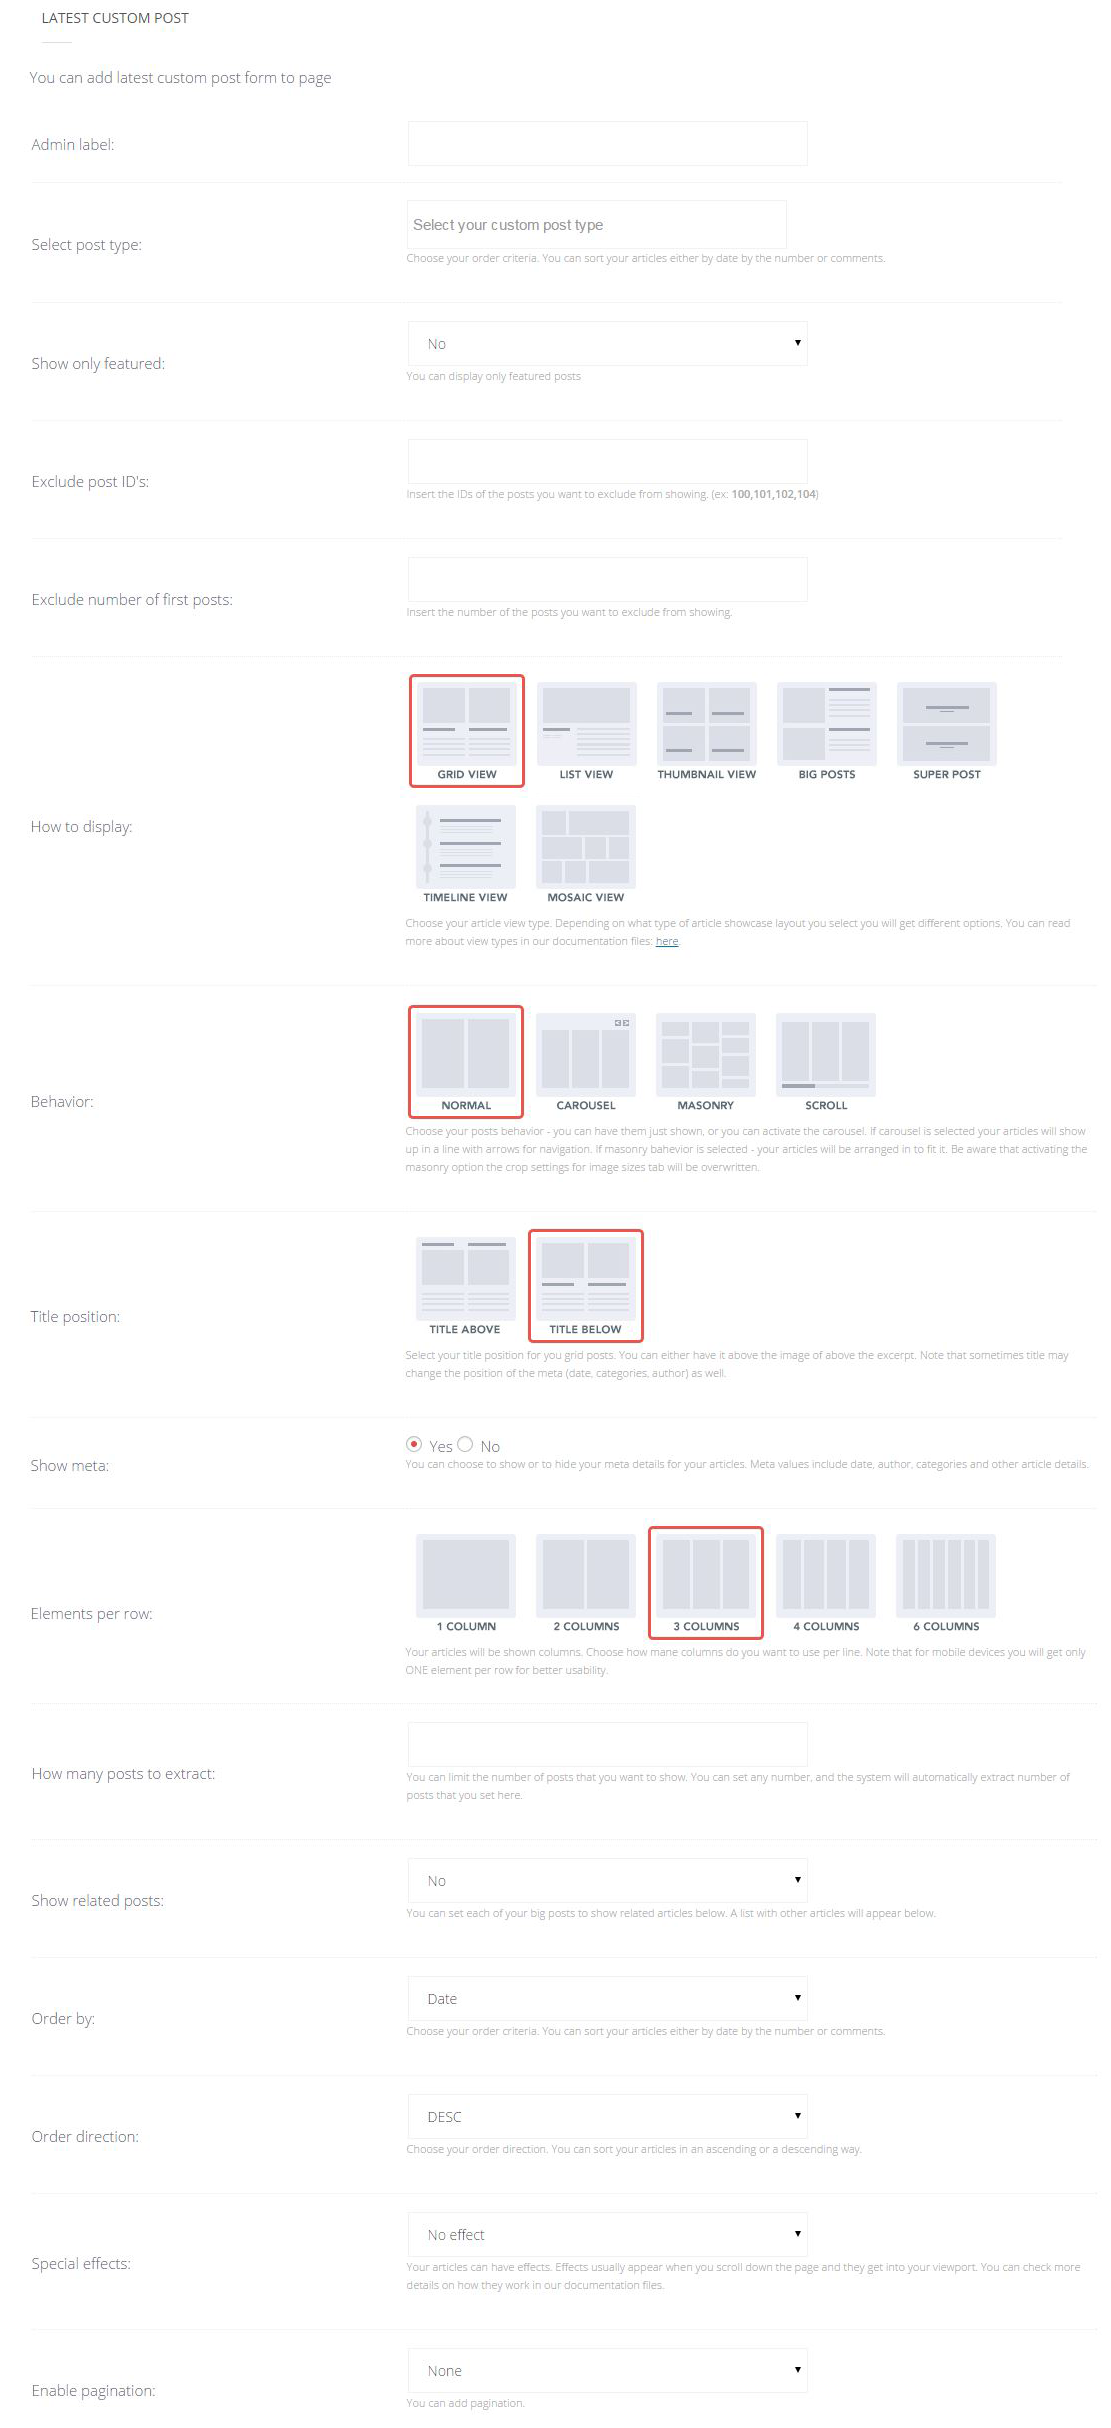 LATEST CUSTOM POST
You can add latest custom post form to page
Admin label:
Select post type:
Select your custom post type
Choose your order criteria. You can sort your articles either by date by the number or comments.
Show only featured:
No
You can display only featured posts
Exclude post ID's:
Insert the IDs of the posts you want to exclude from showing. (ex: 100,101,102,104)
Exclude number of first posts:
Insert the number of the posts you want to exclude from showing.
How to display:
GRID VIEW LIST VIEW THUMBNAIL VIEW BIG POSTS SUPER POST
TIMELINE VIEW MOSAIC VIEW
Choose your article view type. Depending on what type of article showcase layout you select you will get different options. You can read
more about view types in our documentation files: here.
Behavior:
NORMAL CAROUSEL MASONRY SCROLL
Choose your posts behavior - you can have them just shown, or you can activate the carousel. If carousel is selected your articles will show
up in a line with arrows for navigation. If masonry bahevior is selected - your articles will be arranged in to fit it. Be aware that activating the
masonry option the crop settings for image sizes tab will be overwritten.
Title position:
TITLE ABOVE TITLE BELOW
Select your title position for you grid posts. You can either have it above the image of above the excerpt. Note that sometimes title may
change the position of the meta (date, categories, author) as well.
Show meta:
Yes No
You can choose to show or to hide your meta details for your articles. Meta values include date, author, categories and other article details.
Elements per row:
1 COLUMN 2 COLUMNS 3 COLUMNS 4 COLUMNS 6 COLUMNS
Your articles will be shown columns. Choose how mane columns do you want to use per line. Note that for mobile devices you will get only
ONE element per row for better usability.
How many posts to extract:
You can limit the number of posts that you want to show. You can set any number, and the system will automatically extract number of
posts that you set here.
Show related posts:
No
You can set each of your big posts to show related articles below. A list with other articles will appear below.
Order by:
Date
Choose your order criteria. You can sort your articles either by date by the number or comments.
Order direction:
DESC
Choose your order direction. You can sort your articles in an ascending or a descending way.
Special effects:
No effect
Your articles can have effects. Effects usually appear when you scroll down the page and they get into your viewport. You can check more
details on how they work in our documentation files.
Enable pagination:
None
You can add pagination.